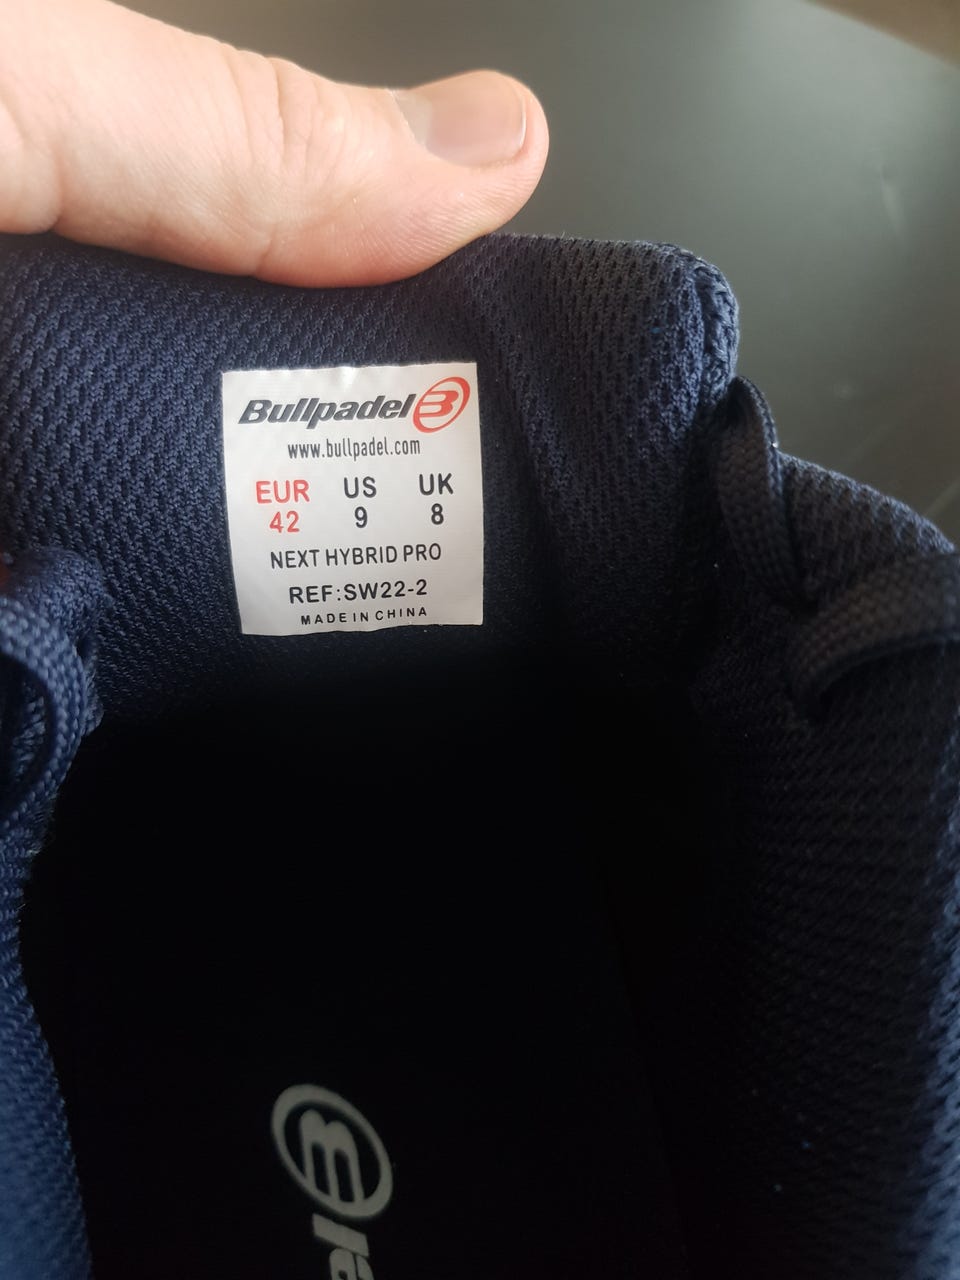 Bullpadel B
www.bullpadel.com
EUR US UK
42 9 8
NEXT HYBRID PRO
REF:SW22-2
MADE IN CHINA
B
el